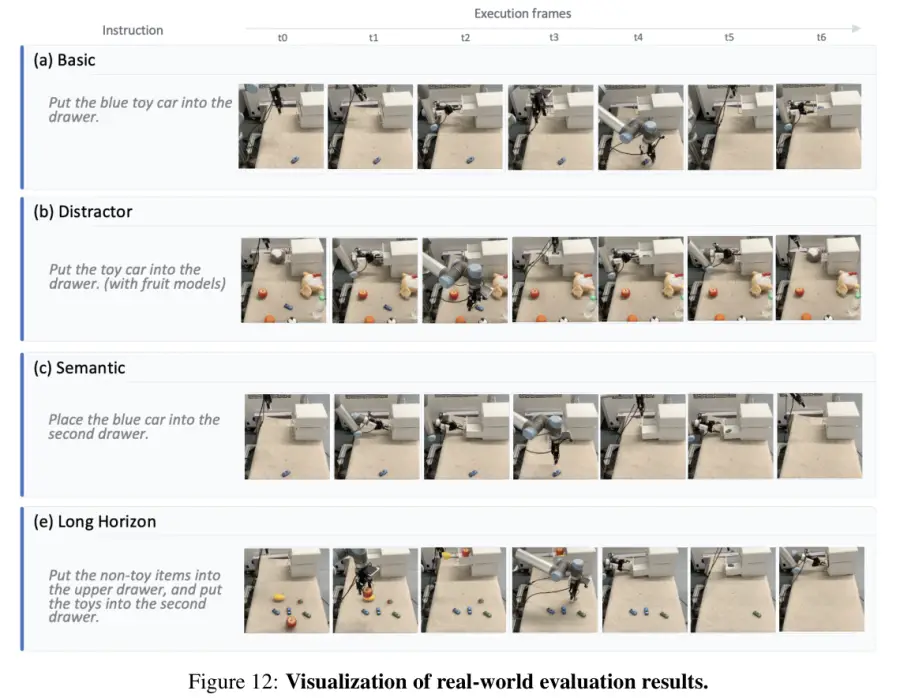 Execution frames
Instruction
t0 t1 t2 t3 t4 t5 t6
(a) Basic
Put the blue toy car into the
drawer.
(b) Distractor
Put the toy car into the
drawer. (with fruit models)
(c) Semantic
Place the blue car into the
second drawer.
(e) Long Horizon
Put the non-toy items into
the upper drawer, and put
the toys into the second
drawer.
Figure 12: Visualization of real-world evaluation results.